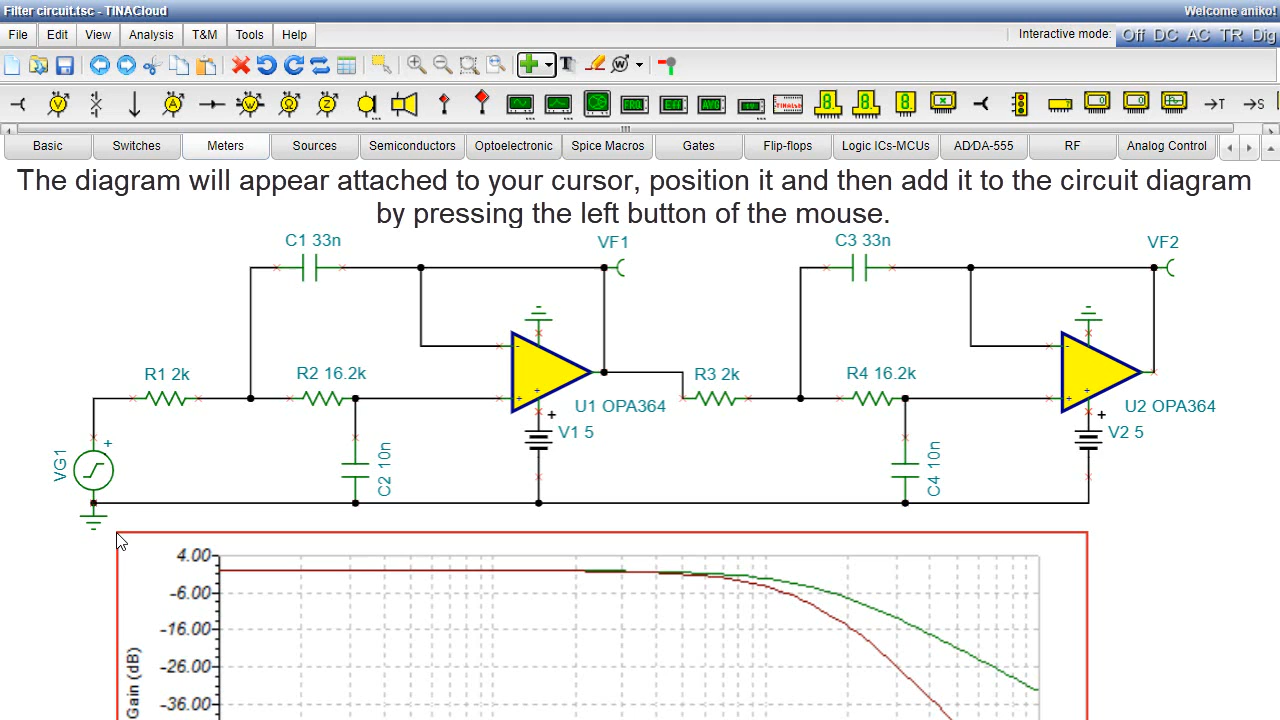 Filter circuit.tsc - TINACloud
Welcome aniko!
File Edit View Analysis T&M Tools Help
Interactive mode: Off DC AC TR Dig
Basic Switches Meters Sources Semiconductors Optoelectronic Spice Macros Gates Flip-flops Logic ICs-MCUs AD/DA-555 RF Analog Control
The diagram will appear attached to your cursor, position it and then add it to the circuit diagram
by pressing the left button of the mouse.
C1 33n
VF1
C3 33n
VF2
R1 2k
R2 16.2k
R3 2k
R4 16.2k
U1 OPA364
U2 OPA364
V1 5
V2 5
VG1
C2 10n
C4 10n
4.00
-6.00
-16.00
-26.00
-36.00
Gain (dB)